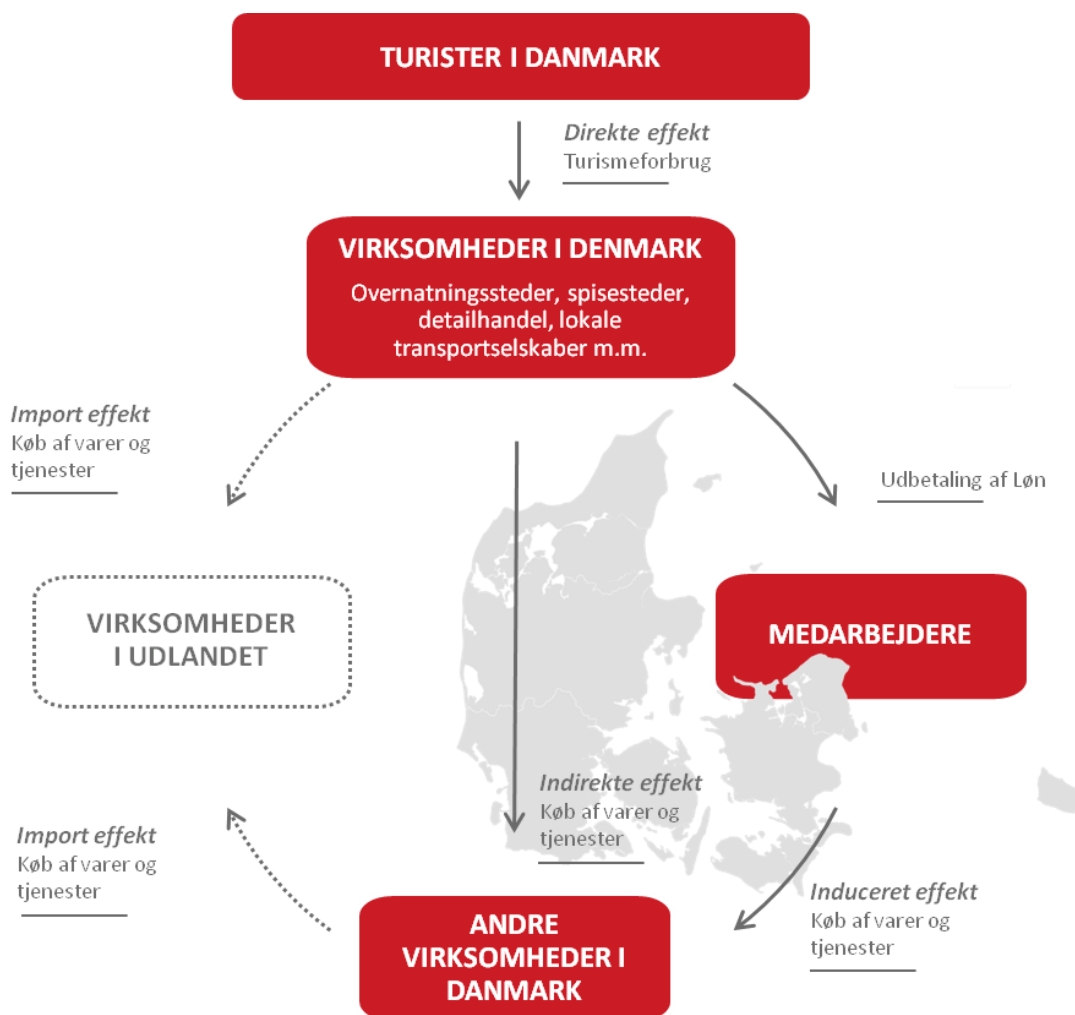 TURISTER I DANMARK
Direkte effekt
Turismeforbrug
VIRKSOMHEDER I DENMARK
Overnatningssteder, spisesteder,
detailhandel, lokale
transportselskaber m.m.
Import effekt
Køb af varer og
tjenester
Udbetaling af Løn
VIRKSOMHEDER
I UDLANDET
MEDARBEJDERE
Indirekte effekt
Køb af varer og
tjenester
Import effekt
Køb af varer og
tjenester
Induceret effekt
Køb af varer og
tjenester
ANDRE
VIRKSOMHEDER I
DANMARK